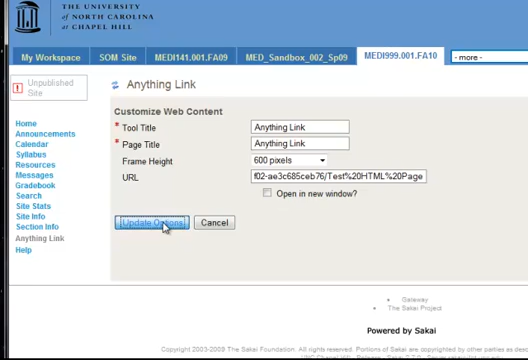 THE UNIVERSITY
of NORTH CAROLINA
at CHAPEL HILL
My Workspace
SOM Site
MEDI141.001.FA09
MED_Sandbox_002_Sp09
MEDI999.001.FA10
- more -
Unpublished
Site
Anything Link
Home
Announcements
Calendar
Syllabus
Resources
Messages
Gradebook
Search
Site Stats
Site Info
Section Info
Anything Link
Help
Customize Web Content
* Tool Title
Anything Link
* Page Title
Anything Link
Frame Height
600 pixels
URL
f02-ae3c685ceb76/Test%20HTML%20Page
Open in new window?
Update Options
Cancel
Gateway
The Sakai Project
Powered by Sakai
Copyright 2003-2009 The Sakai Foundation. All rights reserved. Portions of Sakai are copyrighted by other parties as